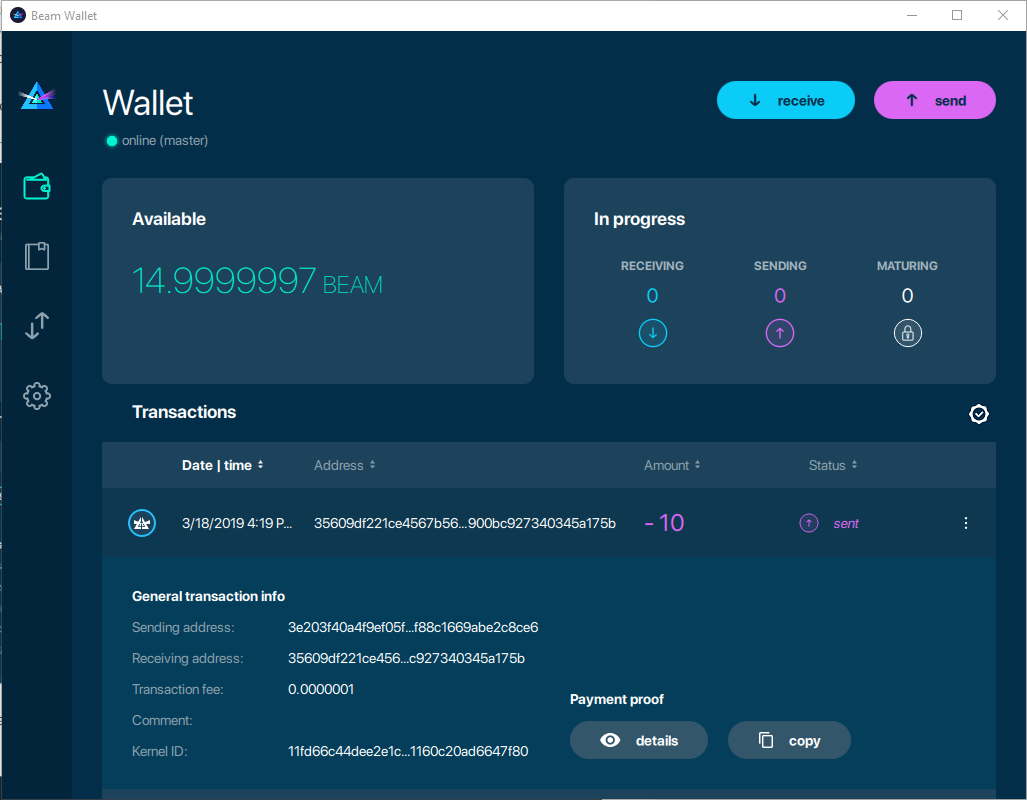 Beam Wallet
Wallet
receive
send
online (master)
Available
14.9999997 BEAM
In progress
RECEIVING
SENDING
MATURING
0
0
0
Transactions
Date | time
Address
Amount
Status
3/18/2019 4:19 P...
35609df221ce4567b56...900bc927340345a175b
- 10
sent
General transaction info
Sending address: 3e203f40a4f9ef05f...f88c1669abe2c8ce6
Receiving address: 35609df221ce456...c927340345a175b
Transaction fee: 0.0000001
Comment:
Kernel ID: 11fd66c44dee2e1c...1160c20ad6647f80
Payment proof
details
copy